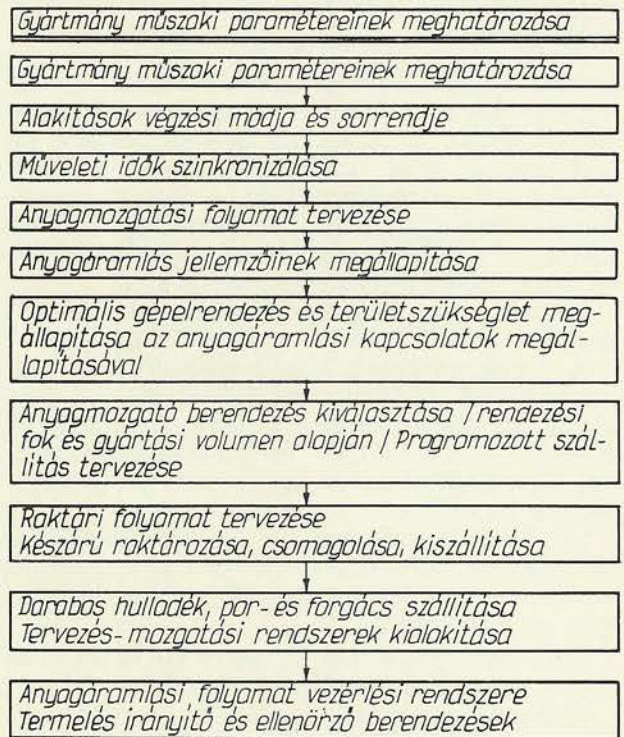 Gyártmány műszaki paramétereinek meghatározása
Gyártmány műszaki paramétereinek meghatározása
Alakítások végzési módja és sorrendje
Műveleti idők szinkronizálása
Anyagmozgatási folyamat tervezése
Anyagáramlás jellemzőinek megállapítása
Optimális gépelrendezés és területszükséglet meg-
állapítása az anyagáramlási kapcsolatok megál-
lapításával
Anyagmozgató berendezés kiválasztása /rendezési
fok és gyártási volumen alapján / Programozott szál-
lítás tervezése
Raktári folyamat tervezése
Készárú raktározása, csomagolása, kiszállítása
Darabos hulladék, por- és forgács szállítása
Tervezés-mozgatási rendszerek kialakítása
Anyagáramlási folyamat vezérlési rendszere
Termelés irányító és ellenőrző berendezések